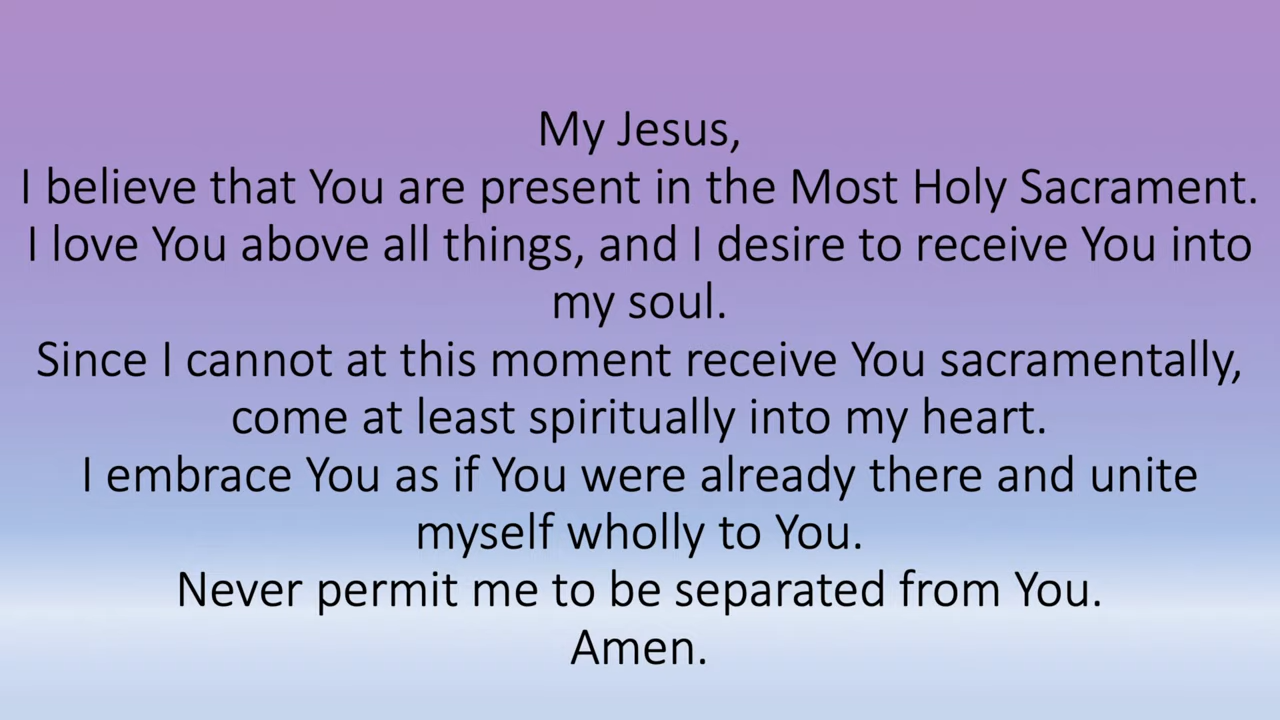 My Jesus,
I believe that You are present in the Most Holy Sacrament.
I love You above all things, and I desire to receive You into
my soul.
Since I cannot at this moment receive You sacramentally,
come at least spiritually into my heart.
I embrace You as if You were already there and unite
myself wholly to You.
Never permit me to be separated from You.
Amen.